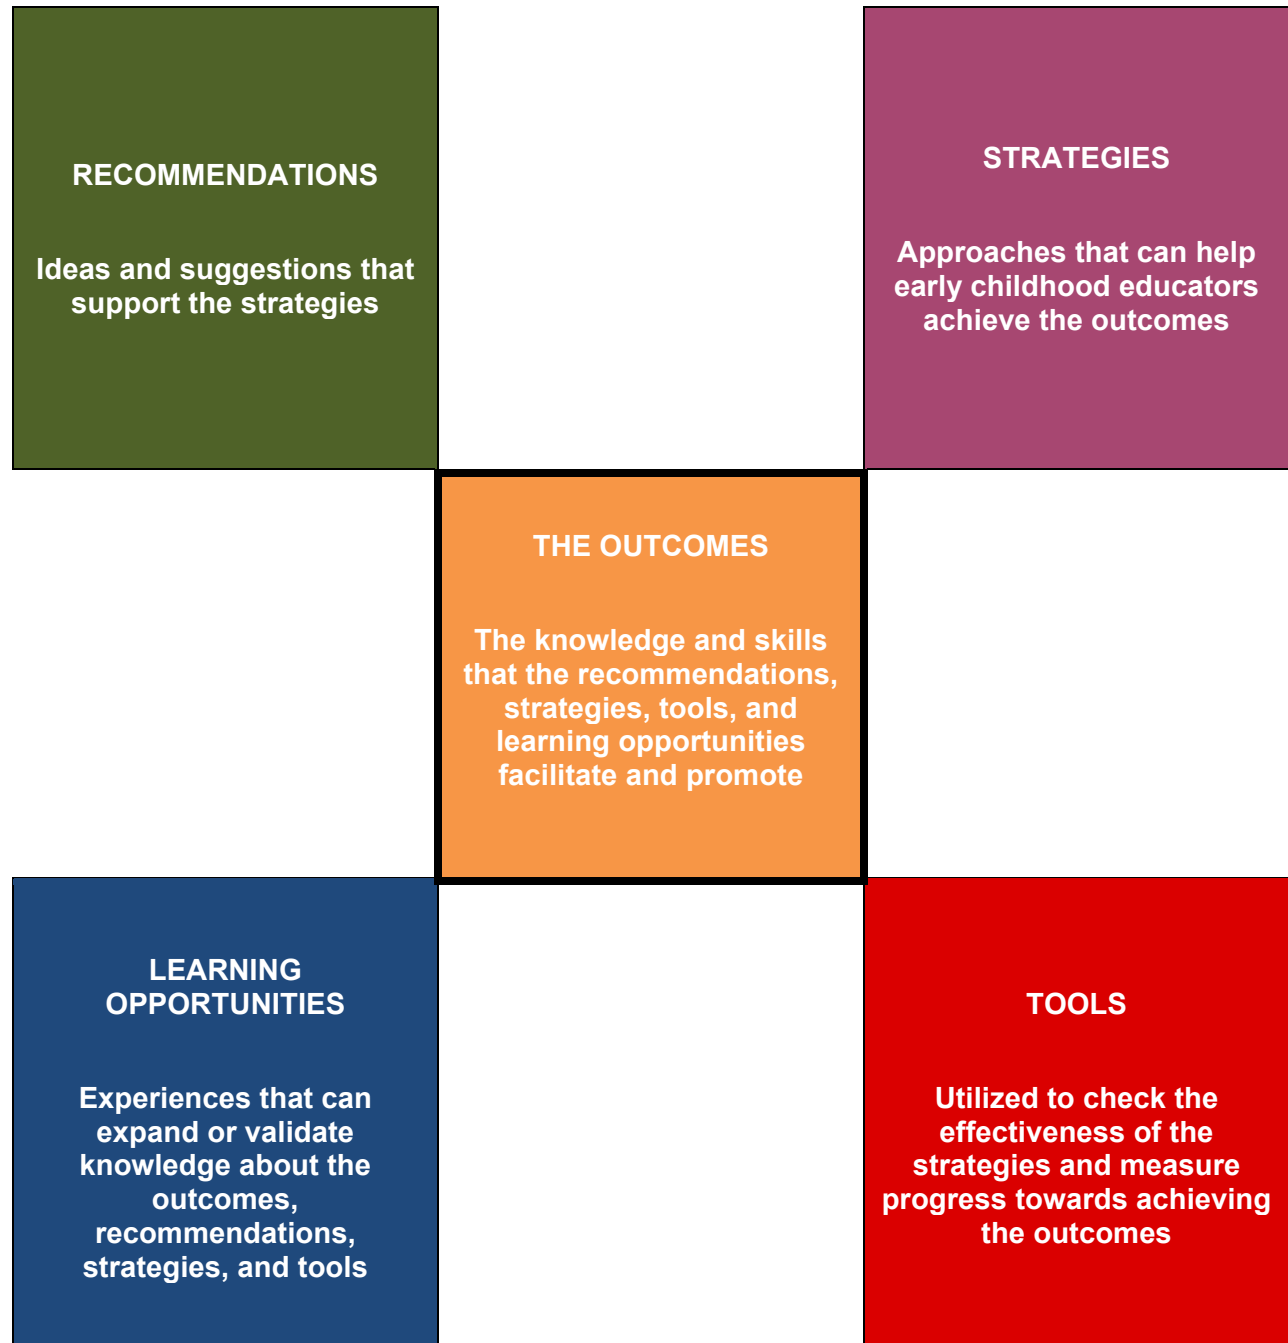 RECOMMENDATIONS
Ideas and suggestions that
support the strategies
STRATEGIES
Approaches that can help
early childhood educators
achieve the outcomes
THE OUTCOMES
The knowledge and skills
that the recommendations,
strategies, tools, and
learning opportunities
facilitate and promote
LEARNING
OPPORTUNITIES
Experiences that can
expand or validate
knowledge about the
outcomes,
recommendations,
strategies, and tools
TOOLS
Utilized to check the
effectiveness of the
strategies and measure
progress towards achieving
the outcomes